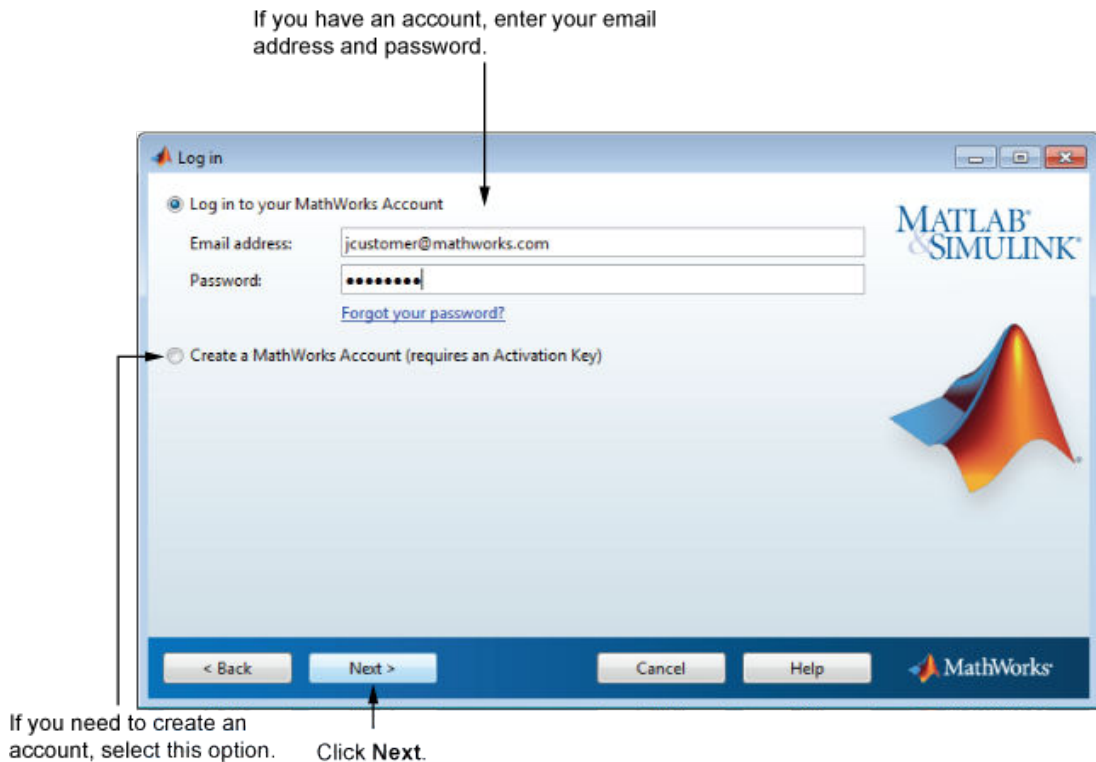 If you have an account, enter your email
address and password.
Log in
Log in to your MathWorks Account
Email address:
jcustomer@mathworks.com
Password:
••••••••
Forgot your password?
Create a MathWorks Account (requires an Activation Key)
MATLAB®
&SIMULINK®
< Back
Next >
Cancel
Help
MathWorks®
If you need to create an
account, select this option.
Click Next.